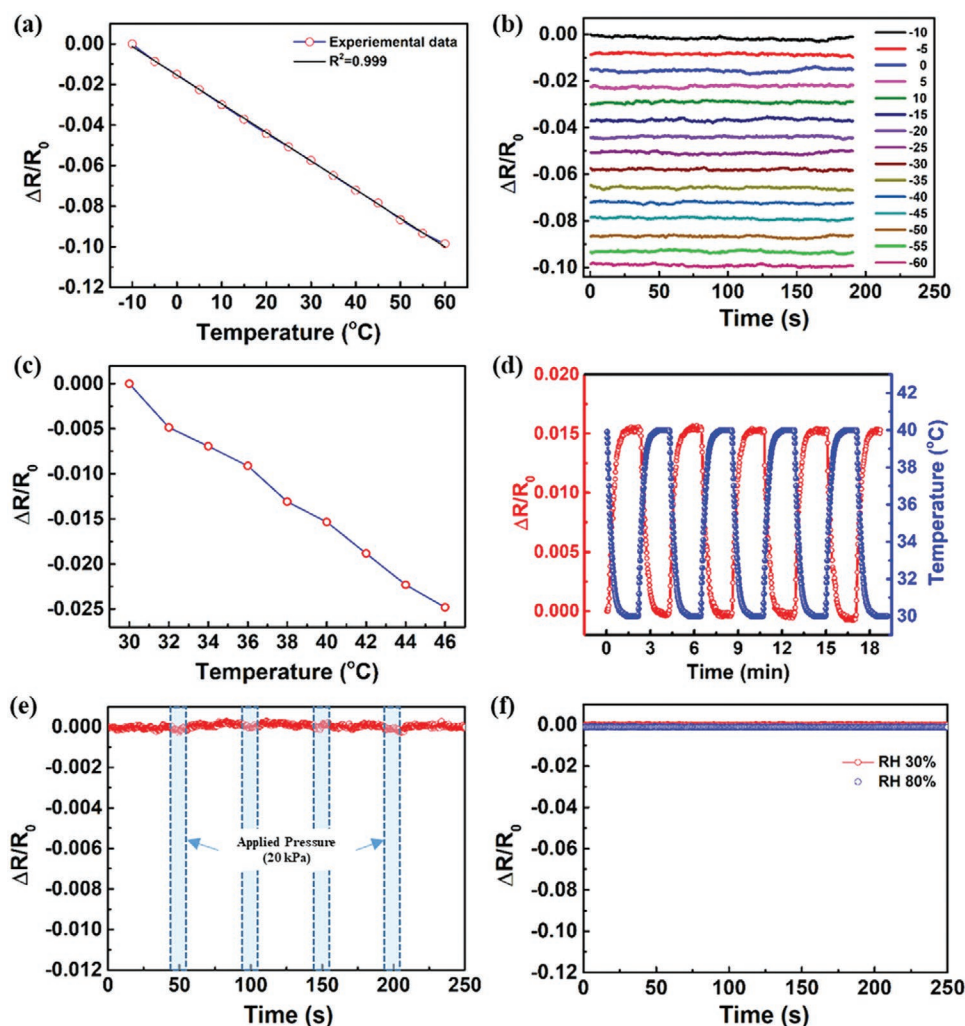 (a)
0.00
-0.02
-0.04
-0.06
-0.08
-0.10
-0.12
ΔR/R0
Experiemental data
R²=0.999
-10 0 10 20 30 40 50 60
Temperature (oC)
(b)
0.00
-0.02
-0.04
-0.06
-0.08
-0.10
ΔR/R0
-10
-5
0
5
10
-15
-20
-25
-30
-35
-40
-45
-50
-55
-60
0 50 100 150 200 250
Time (s)
(c)
0.000
-0.005
-0.010
-0.015
-0.020
-0.025
ΔR/R0
30 32 34 36 38 40 42 44 46
Temperature (oC)
(d)
0.020
0.015
0.010
0.005
0.000
ΔR/R0
42
40
38
36
34
32
30
Temperature (oC)
0 3 6 9 12 15 18
Time (min)
(e)
0.000
-0.002
-0.004
-0.006
-0.008
-0.010
-0.012
ΔR/R0
Applied Pressure
(20 kPa)
0 50 100 150 200 250
Time (s)
(f)
0.00
-0.02
-0.04
-0.06
-0.08
-0.10
-0.12
ΔR/R0
RH 30%
RH 80%
0 50 100 150 200 250
Time (s)